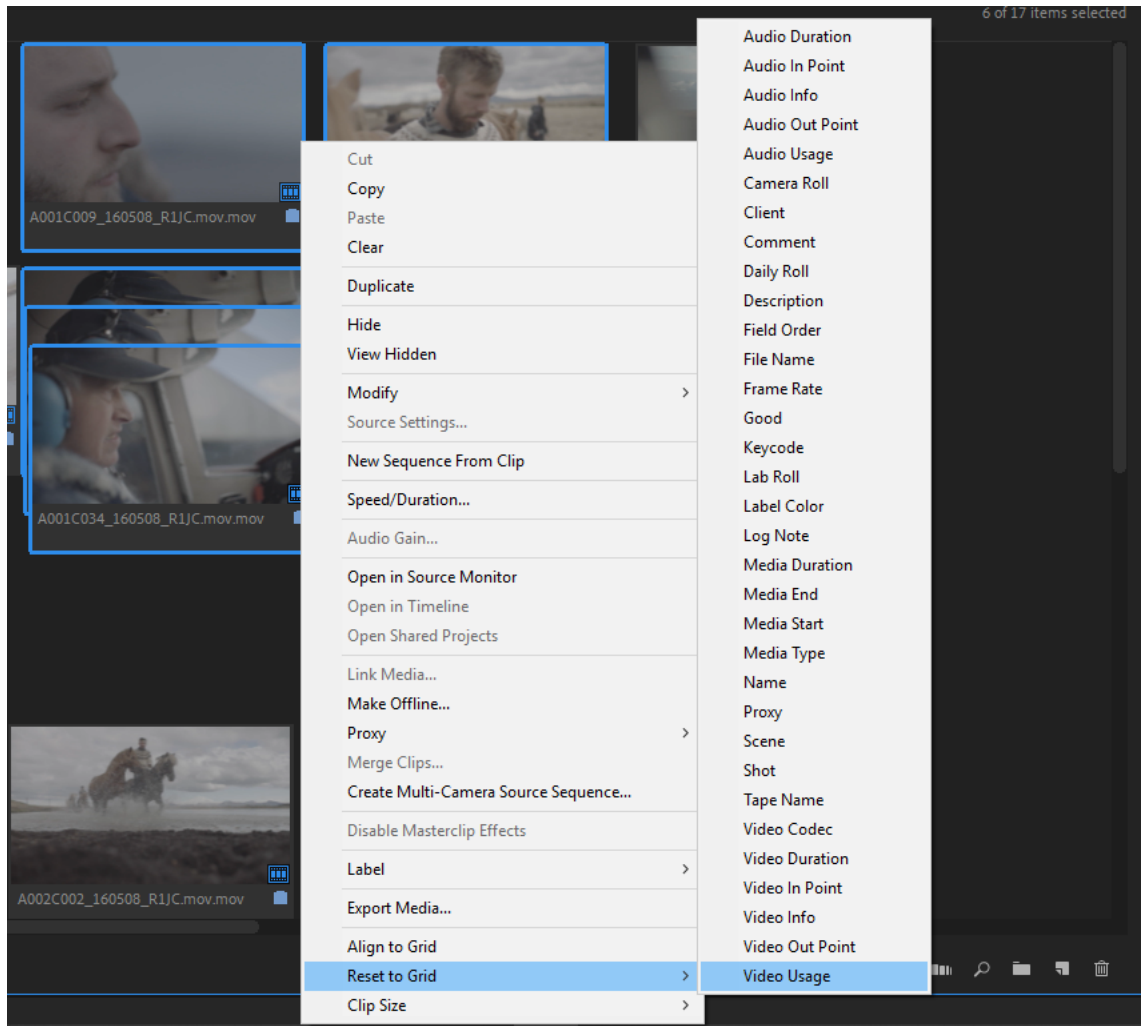 6 of 17 items selected
A001C009_160508_R1JC.mov.mov
A001C034_160508_R1JC.mov.mov
A002C002_160508_R1JC.mov.mov
Cut
Copy
Paste
Clear
Duplicate
Hide
View Hidden
Modify
Source Settings...
New Sequence From Clip
Speed/Duration...
Audio Gain...
Open in Source Monitor
Open in Timeline
Open Shared Projects
Link Media...
Make Offline...
Proxy
Merge Clips...
Create Multi-Camera Source Sequence...
Disable Masterclip Effects
Label
Export Media...
Align to Grid
Reset to Grid
Clip Size
Audio Duration
Audio In Point
Audio Info
Audio Out Point
Audio Usage
Camera Roll
Client
Comment
Daily Roll
Description
Field Order
File Name
Frame Rate
Good
Keycode
Lab Roll
Label Color
Log Note
Media Duration
Media End
Media Start
Media Type
Name
Proxy
Scene
Shot
Tape Name
Video Codec
Video Duration
Video In Point
Video Info
Video Out Point
Video Usage